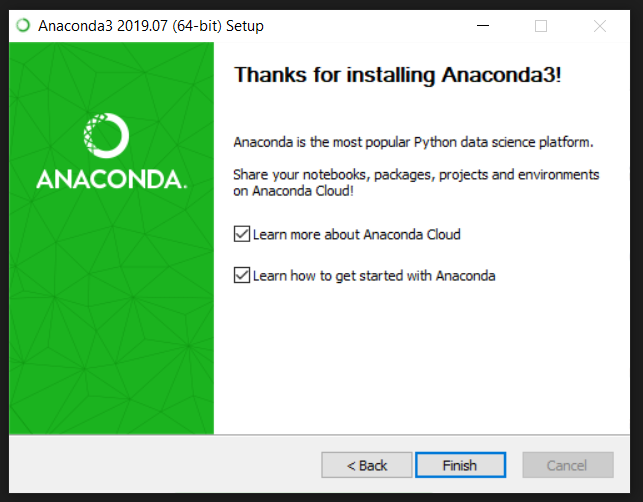 Anaconda3 2019.07 (64-bit) Setup
ANACONDA.
Thanks for installing Anaconda3!
Anaconda is the most popular Python data science platform.
Share your notebooks, packages, projects and environments
on Anaconda Cloud!
Learn more about Anaconda Cloud
Learn how to get started with Anaconda
< Back
Finish
Cancel